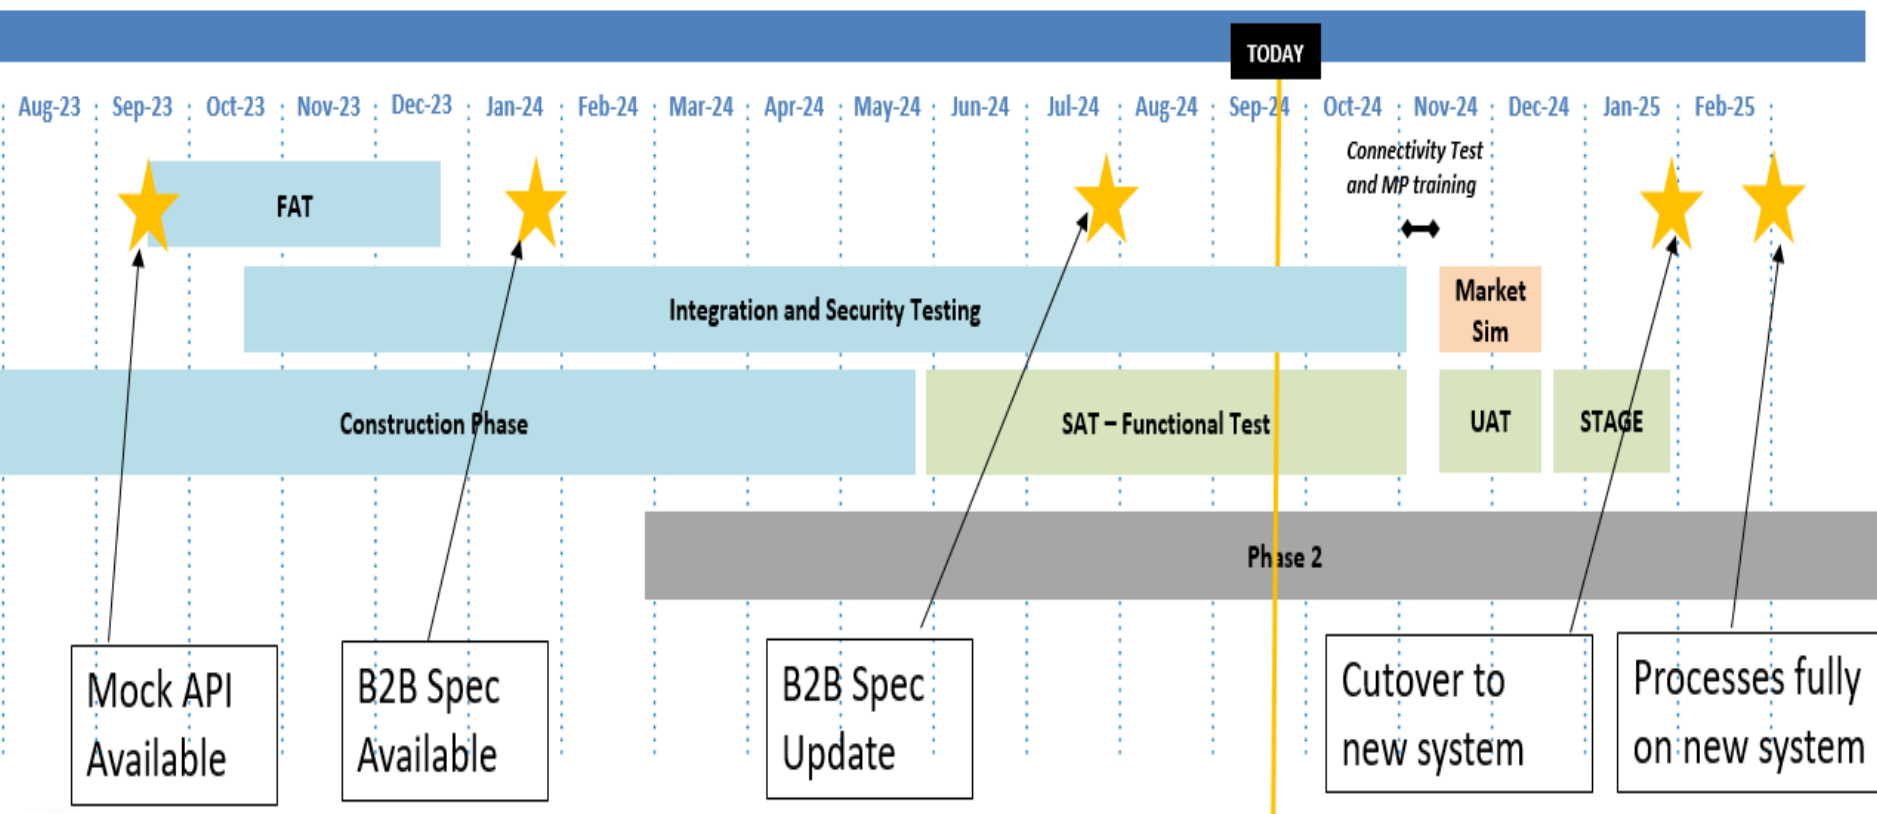 TODAY
Aug-23 Sep-23 Oct-23 Nov-23 Dec-23 Jan-24 Feb-24 Mar-24 Apr-24 May-24 Jun-24 Jul-24 Aug-24 Sep-24 Oct-24 Nov-24 Dec-24 Jan-25 Feb-25
Connectivity Test
and MP training
FAT
Integration and Security Testing
Market
Sim
Construction Phase
SAT – Functional Test
UAT
STAGE
Phase 2
Mock API
Available
B2B Spec
Available
B2B Spec
Update
Cutover to
new system
Processes fully
on new system